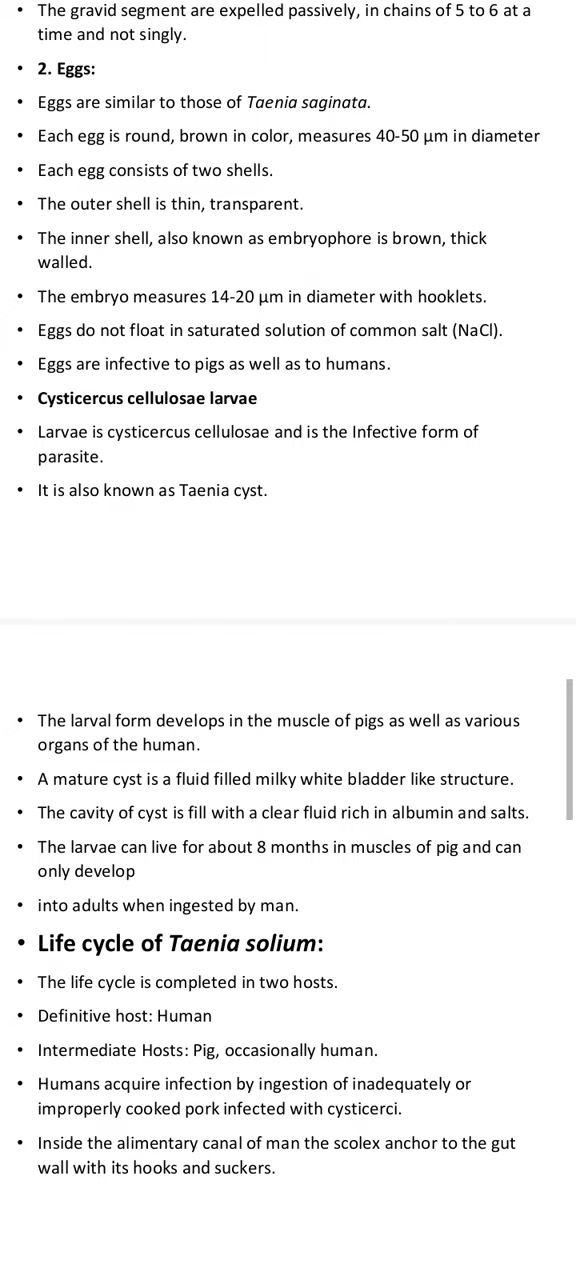 • The gravid segment are expelled passively, in chains of 5 to 6 at a
time and not singly.
• 2. Eggs:
• Eggs are similar to those of Taenia saginata.
• Each egg is round, brown in color, measures 40-50 μm in diameter
• Each egg consists of two shells.
• The outer shell is thin, transparent.
• The inner shell, also known as embryophore is brown, thick
walled.
• The embryo measures 14-20 μm in diameter with hooklets.
• Eggs do not float in saturated solution of common salt (NaCl).
• Eggs are infective to pigs as well as to humans.
• Cysticercus cellulosae larvae
• Larvae is cysticercus cellulosae and is the Infective form of
parasite.
• It is also known as Taenia cyst.
• The larval form develops in the muscle of pigs as well as various
organs of the human.
• A mature cyst is a fluid filled milky white bladder like structure.
• The cavity of cyst is fill with a clear fluid rich in albumin and salts.
• The larvae can live for about 8 months in muscles of pig and can
only develop
• into adults when ingested by man.
• Life cycle of Taenia solium:
• The life cycle is completed in two hosts.
• Definitive host: Human
• Intermediate Hosts: Pig, occasionally human.
• Humans acquire infection by ingestion of inadequately or
improperly cooked pork infected with cysticerci.
• Inside the alimentary canal of man the scolex anchor to the gut
wall with its hooks and suckers.